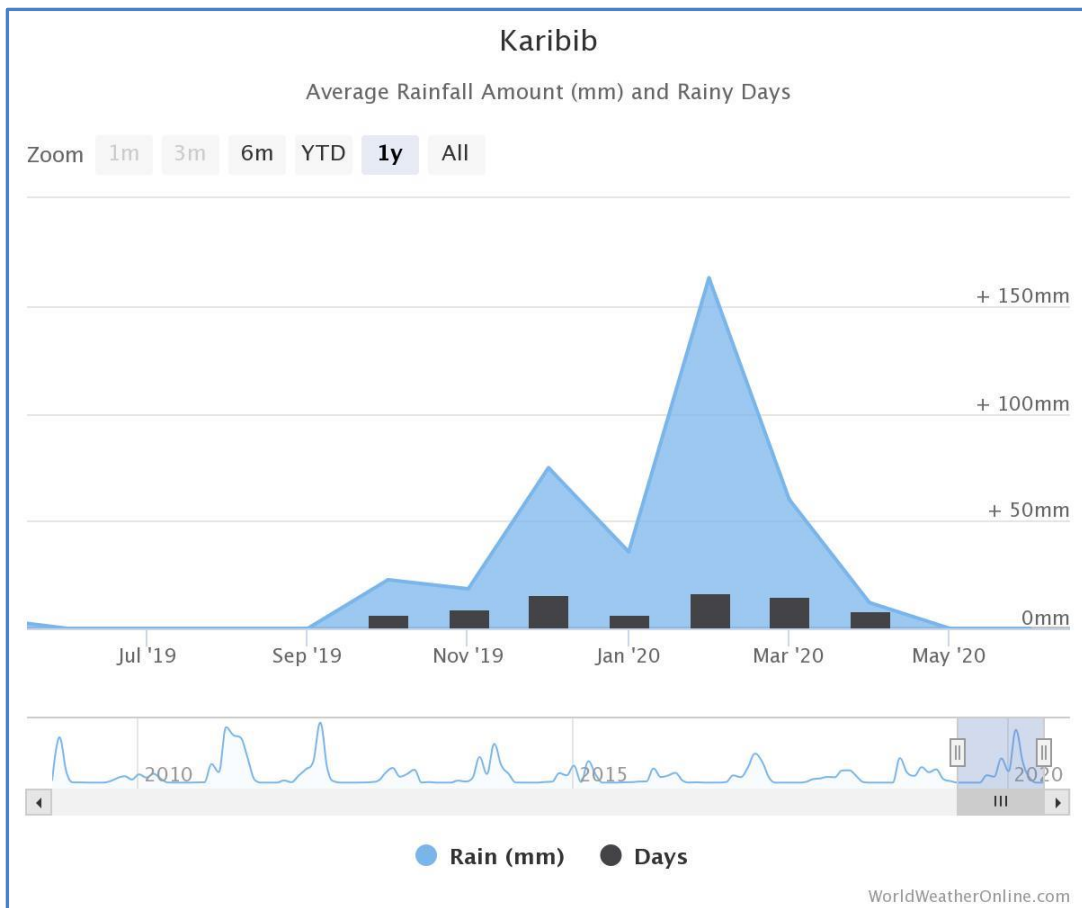 Karibib
Average Rainfall Amount (mm) and Rainy Days
Zoom 1m 3m 6m YTD 1y All
+ 150mm
+ 100mm
+ 50mm
0mm
Jul '19 Sep '19 Nov '19 Jan '20 Mar '20 May '20
2010 2015 2020
Rain (mm) Days
WorldWeatherOnline.com